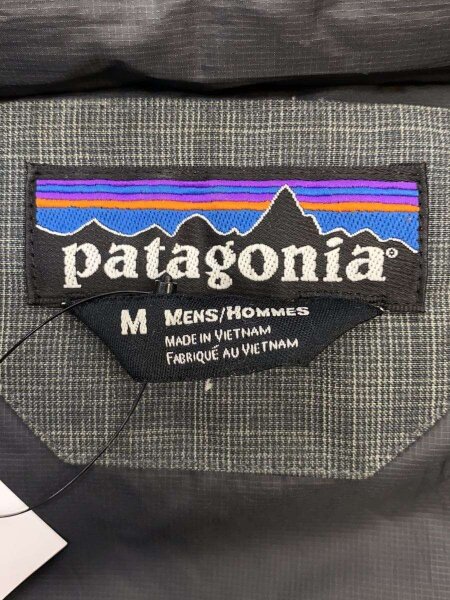 patagonia®
M MENS/HOMMES
MADE IN VIETNAM
FABRIQUÉ AU VIETNAM